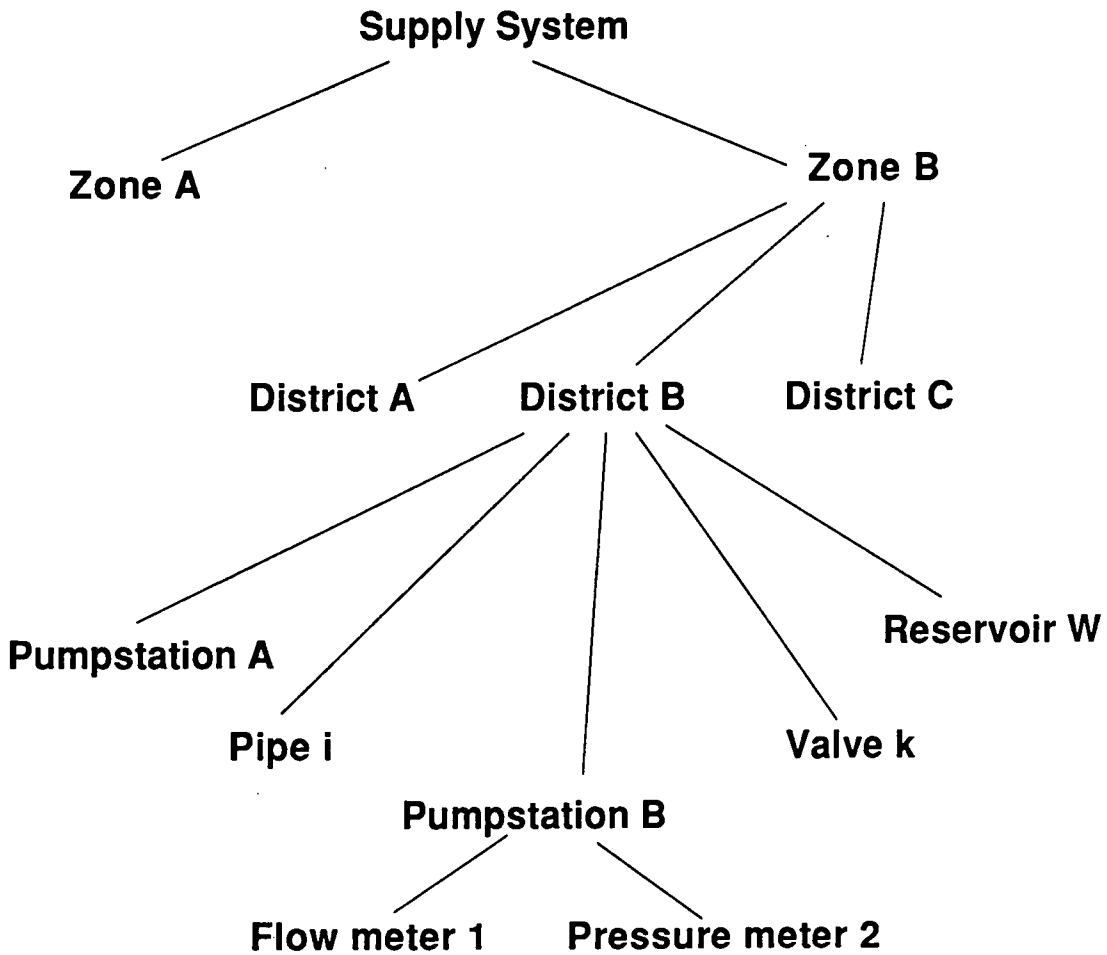 Supply System
Zone A
Zone B
District A
District B
District C
Pumpstation A
Reservoir W
Pipe i
Valve k
Pumpstation B
Flow meter 1
Pressure meter 2